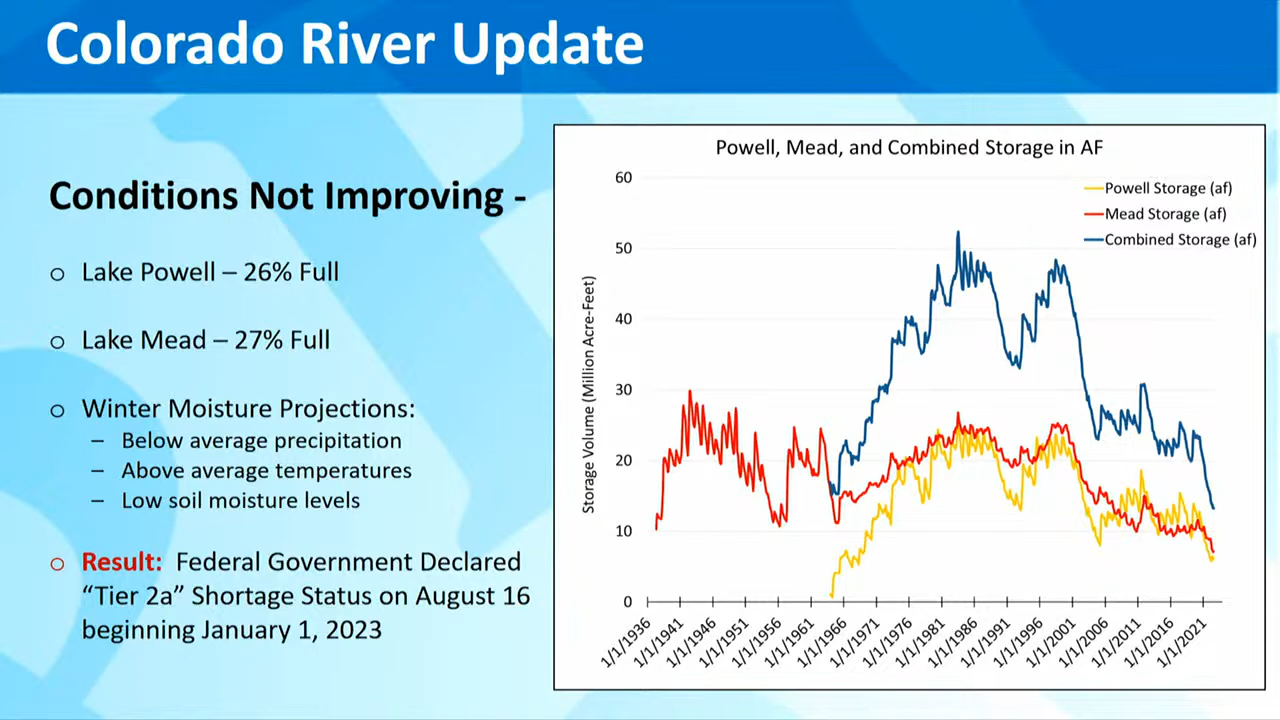 Colorado River Update
Conditions Not Improving -
o Lake Powell – 26% Full
o Lake Mead – 27% Full
o Winter Moisture Projections:
– Below average precipitation
– Above average temperatures
– Low soil moisture levels
o Result: Federal Government Declared
“Tier 2a” Shortage Status on August 16
beginning January 1, 2023
Powell, Mead, and Combined Storage in AF
Powell Storage (af)
Mead Storage (af)
Combined Storage (af)
Storage Volume (Million Acre-Feet)
60
50
40
30
20
10
0
1/1/1936
1/1/1941
1/1/1946
1/1/1951
1/1/1956
1/1/1961
1/1/1966
1/1/1971
1/1/1976
1/1/1981
1/1/1986
1/1/1991
1/1/1996
1/1/2001
1/1/2006
1/1/2011
1/1/2016
1/1/2021